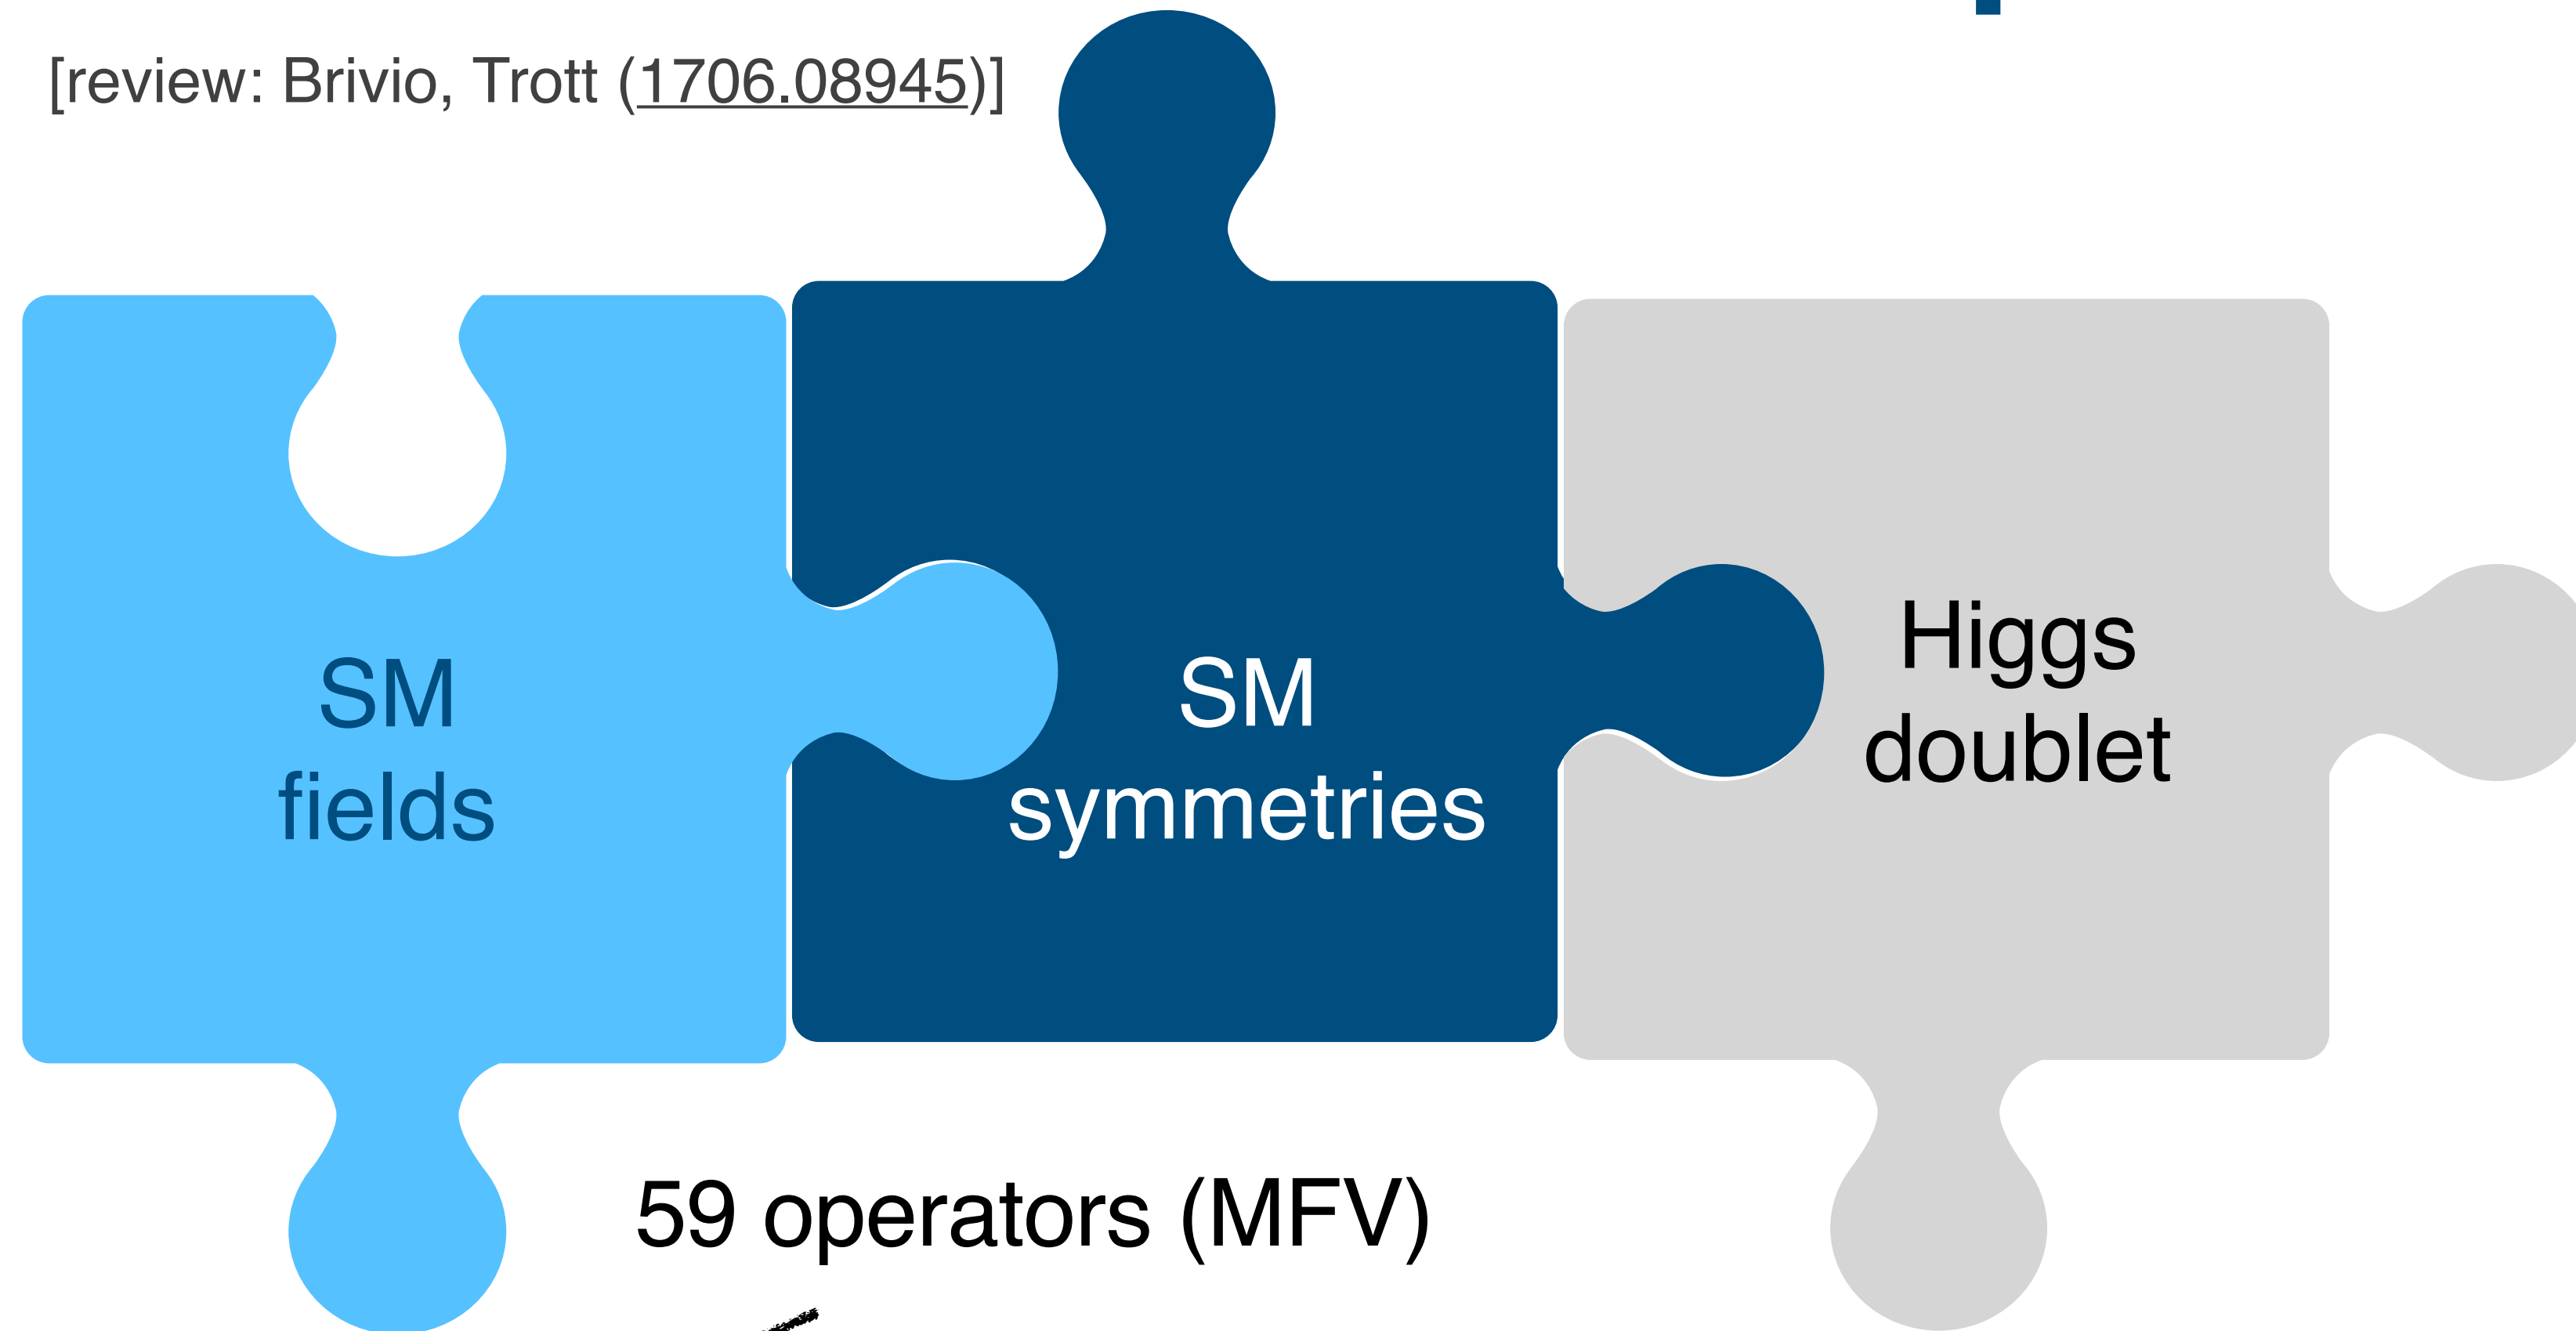 [review: Brivio, Trott (1706.08945)]
SM
fields
SM
symmetries
Higgs
doublet
59 operators (MFV)